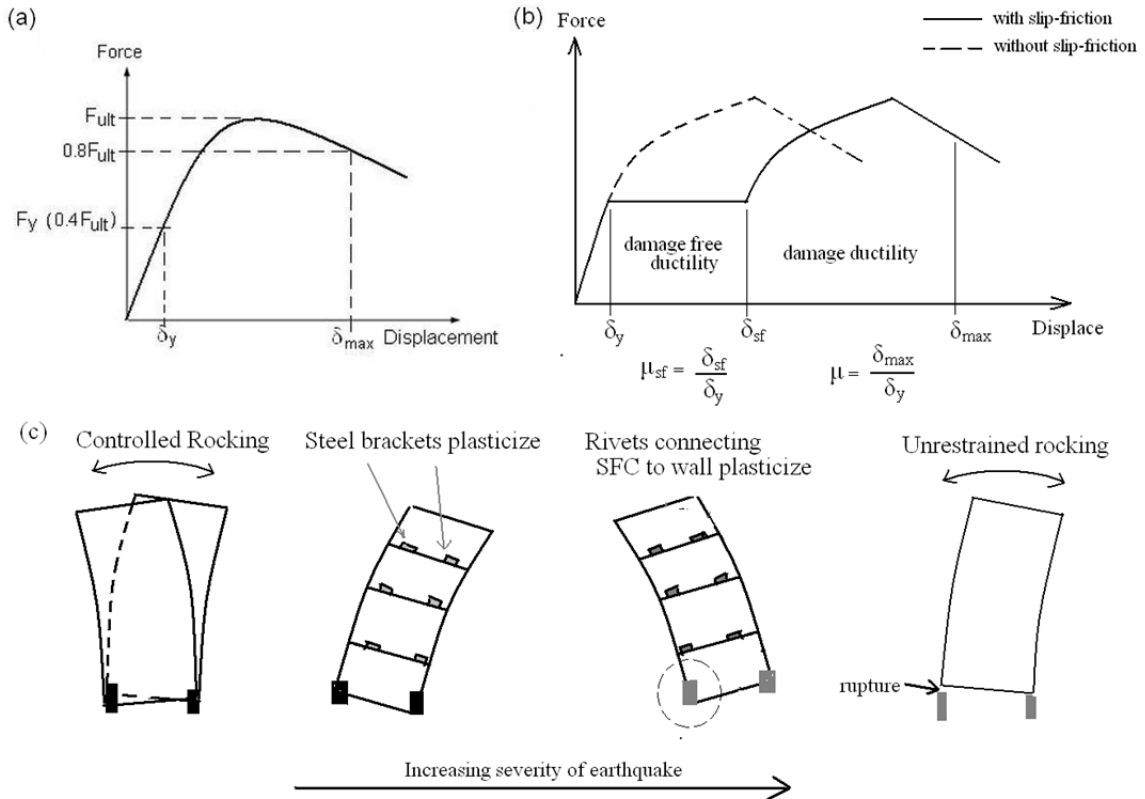 (a)
Force
F_ult
0.8F_ult
F_y (0.4F_ult)
δ_y
δ_max
Displacement
(b)
Force
with slip-friction
without slip-friction
damage free
ductility
damage ductility
δ_y
δ_sf
δ_max
Displace
μ_sf = δ_sf / δ_y
μ = δ_max / δ_y
(c)
Controlled Rocking
Steel brackets plasticize
Rivets connecting
SFC to wall plasticize
Unrestrained rocking
rupture
Increasing severity of earthquake